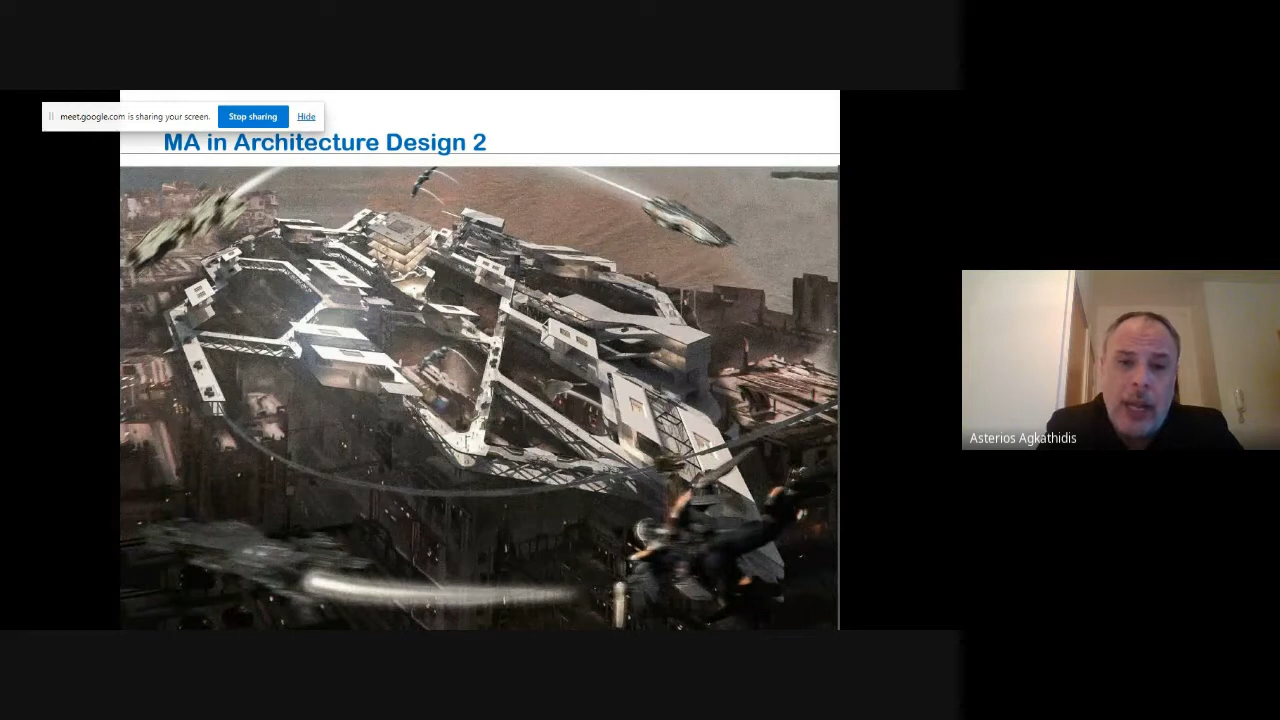 meet.google.com is sharing your screen.
Stop sharing
Hide
MA in Architecture Design 2
Asterios Agkathidis